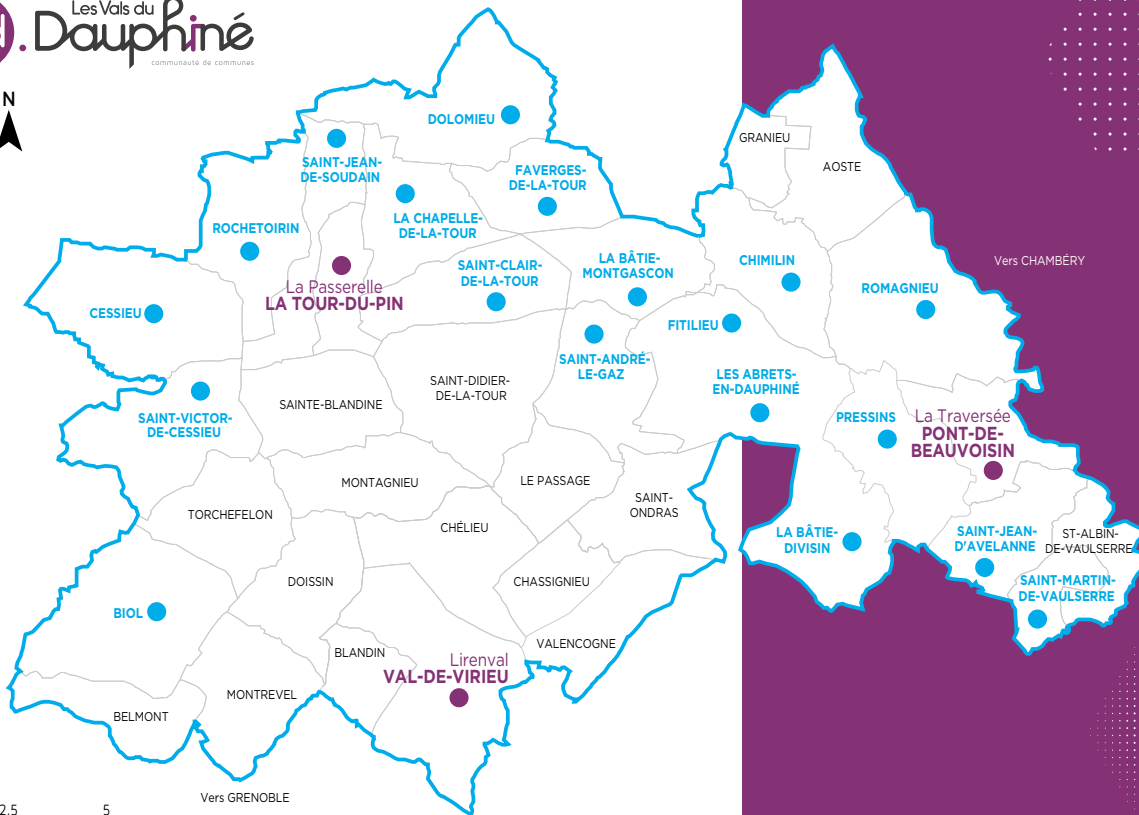 Les Vals du
Dauphiné
communauté de communes
N
DOLOMIEU
GRANIEU
AOSTE
SAINT-JEAN-
DE-SOUDAIN
FAVERGES-
DE-LA-TOUR
LA CHAPELLE-
DE-LA-TOUR
ROCHETOIRIN
LA BÂTIE-
MONTGASCON
CHIMILIN
Vers CHAMBÉRY
SAINT-CLAIR-
DE-LA-TOUR
La Passerelle
LA TOUR-DU-PIN
ROMAGNIEU
CESSIEU
FITILIEU
SAINT-ANDRÉ-
LE-GAZ
LES ABRETS-
EN-DAUPHINÉ
SAINT-DIDIER-
DE-LA-TOUR
SAINTE-BLANDINE
SAINT-VICTOR-
DE-CESSIEU
PRESSINS
La Traversée
PONT-DE-
BEAUVOISIN
MONTAGNIEU
LE PASSAGE
SAINT-
ONDRAS
TORCHEFELON
CHÉLIEU
LA BÂTIE-
DIVISIN
SAINT-JEAN-
D'AVELANNE
ST-ALBIN-
DE-VAULSERRE
DOISSIN
CHASSIGNIEU
SAINT-MARTIN-
DE-VAULSERRE
BIOL
VALENCOGNE
BLANDIN
Lirenval
VAL-DE-VIRIEU
MONTREVEL
BELMONT
Vers GRENOBLE
2.5
5